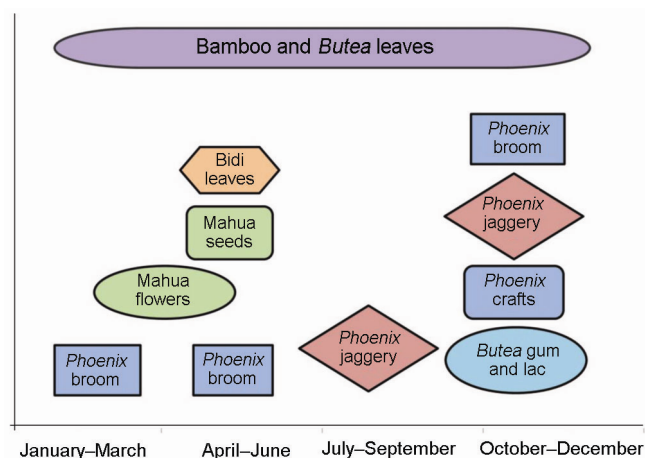 Bamboo and Butea leaves
Phoenix
broom
Bidi
leaves
Phoenix
jaggery
Mahua
seeds
Mahua
flowers
Phoenix
crafts
Phoenix
broom
Phoenix
broom
Phoenix
jaggery
Butea gum
and lac
January–March
April–June
July–September
October–December